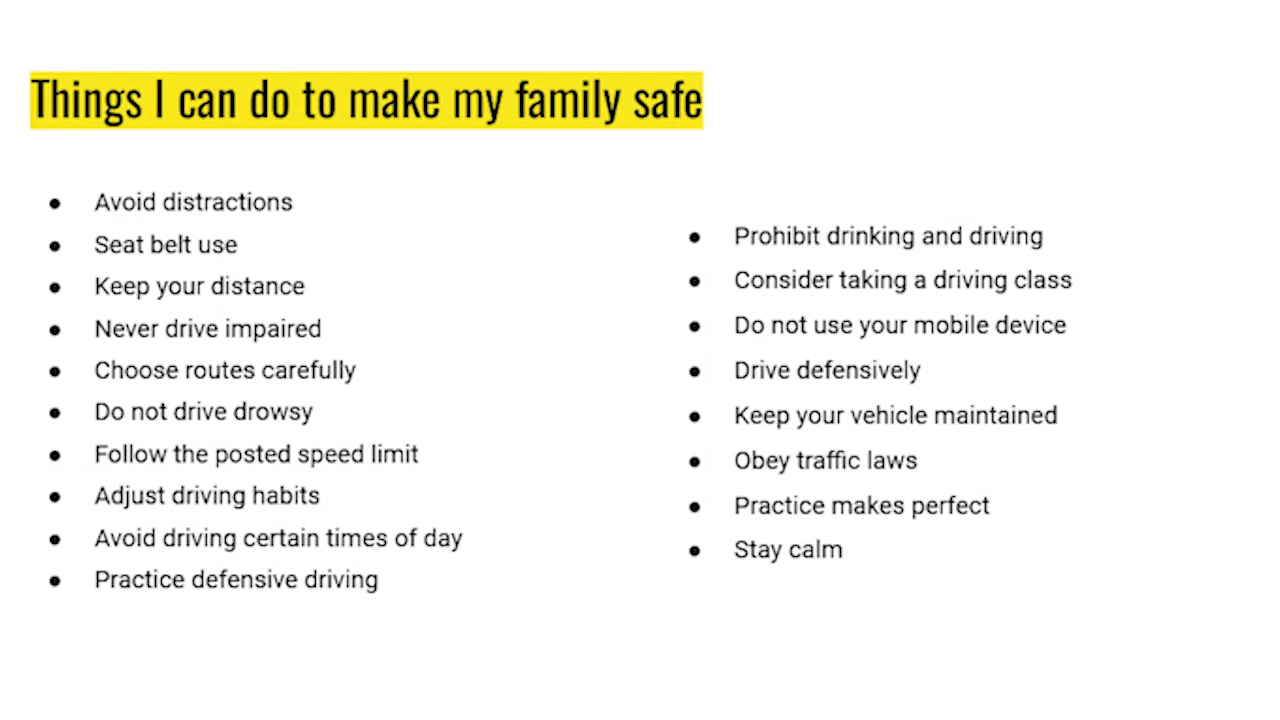 Things I can do to make my family safe
● Avoid distractions
● Seat belt use
● Keep your distance
● Never drive impaired
● Choose routes carefully
● Do not drive drowsy
● Follow the posted speed limit
● Adjust driving habits
● Avoid driving certain times of day
● Practice defensive driving
● Prohibit drinking and driving
● Consider taking a driving class
● Do not use your mobile device
● Drive defensively
● Keep your vehicle maintained
● Obey traffic laws
● Practice makes perfect
● Stay calm